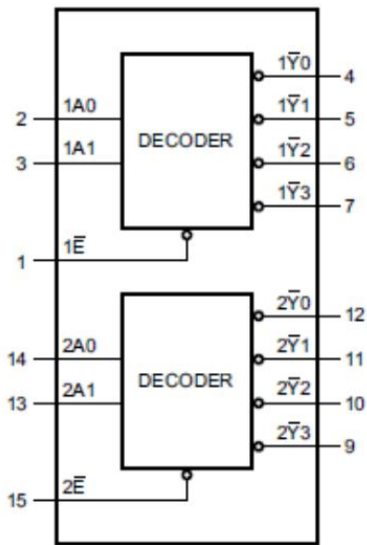 1Y̅0 4
2 1A0 1Y̅1 5
DECODER
3 1A1 1Y̅2 6
1Y̅3 7
1 1E̅
2Y̅0 12
14 2A0 2Y̅1 11
DECODER
13 2A1 2Y̅2 10
2Y̅3 9
15 2E̅